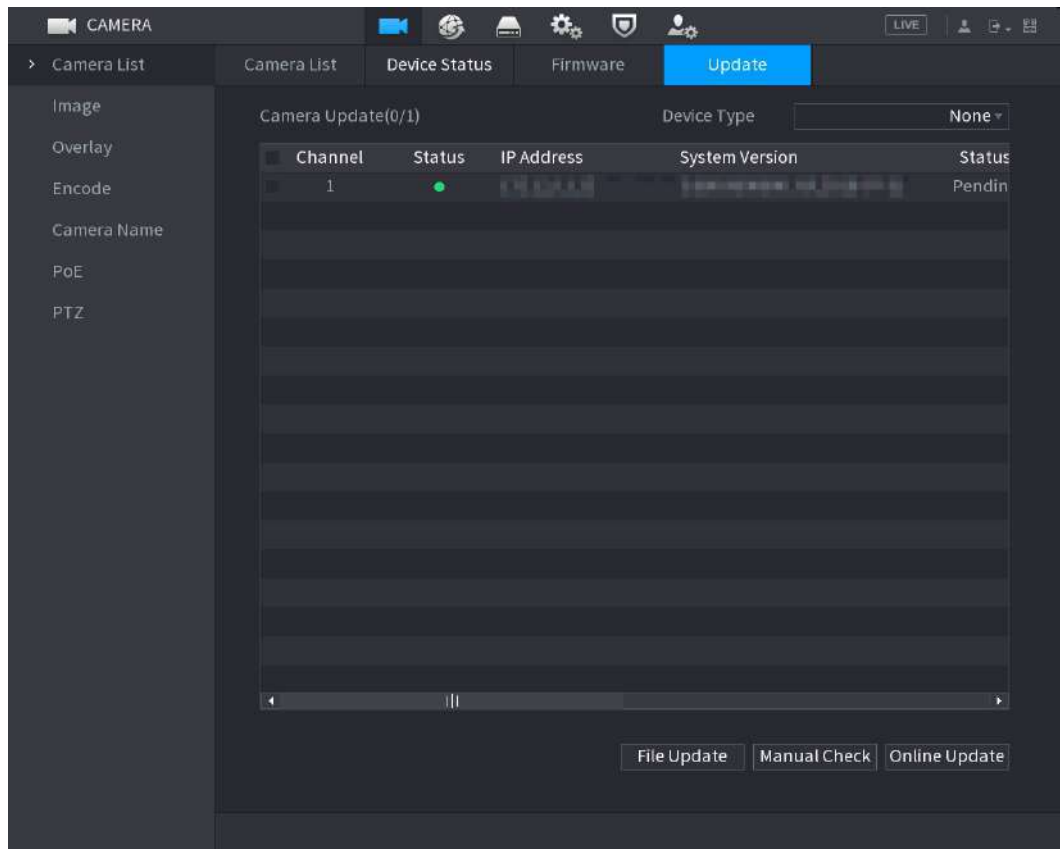 CAMERA
LIVE
Camera List
Image
Overlay
Encode
Camera Name
PoE
PTZ
Camera List Device Status Firmware Update
Camera Update(0/1) Device Type None
Channel Status IP Address System Version Status
1 Pendin
File Update Manual Check Online Update